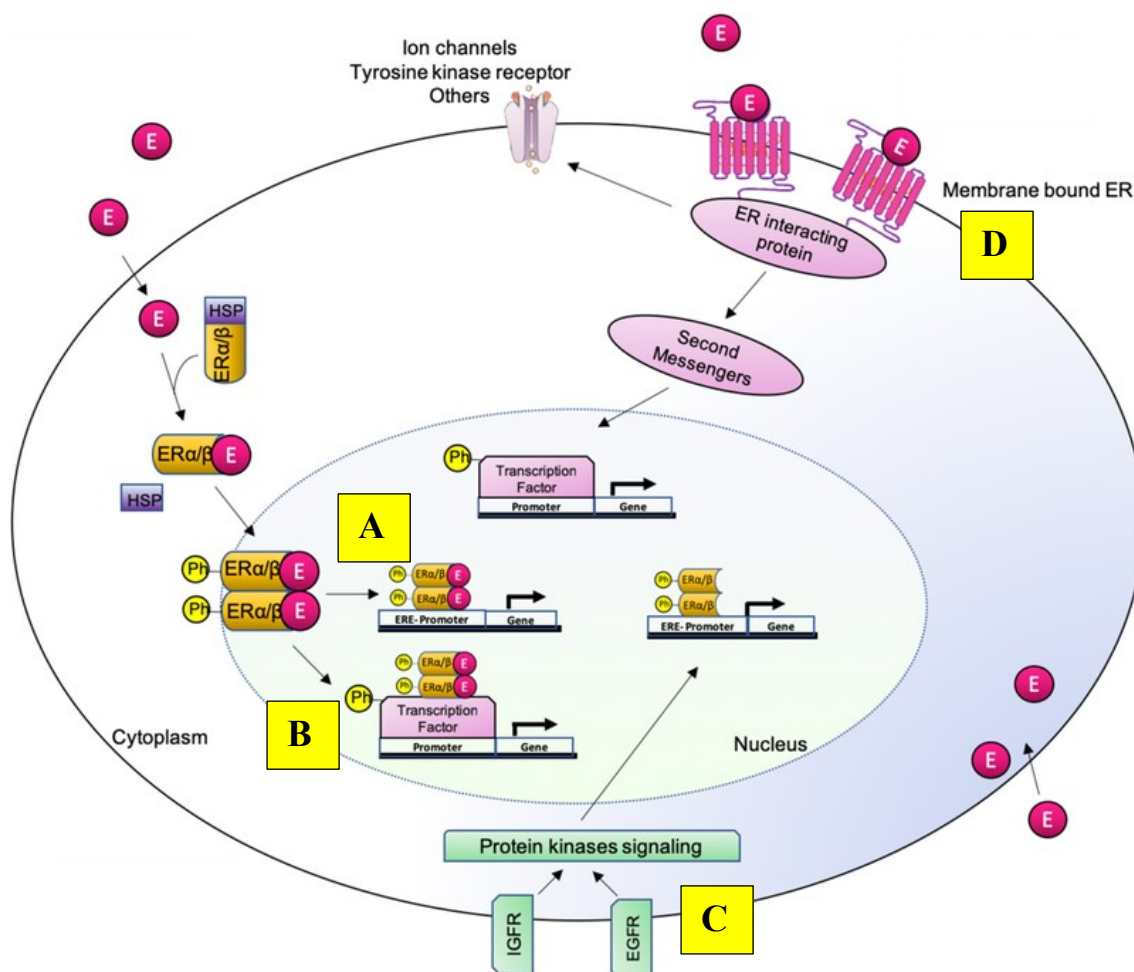 E
Ion channels
Tyrosine kinase receptor
Others
E
E
E
E
Membrane bound ER
D
ER interacting
protein
E
HSP
ERα/β
Second
Messengers
ERα/β
E
HSP
Ph
Transcription
Factor
Promoter
Gene
A
Ph
ERα/β
E
Ph
ERα/β
E
Ph
ERα/β
E
Ph
ERα/β
E
ERE-Promoter
Gene
Ph
ERα/β
Ph
ERα/β
ERE-Promoter
Gene
B
Ph
ERα/β
E
Ph
ERα/β
E
Ph
Transcription
Factor
Promoter
Gene
Cytoplasm
Nucleus
E
E
E
Protein kinases signaling
IGFR
EGFR
C